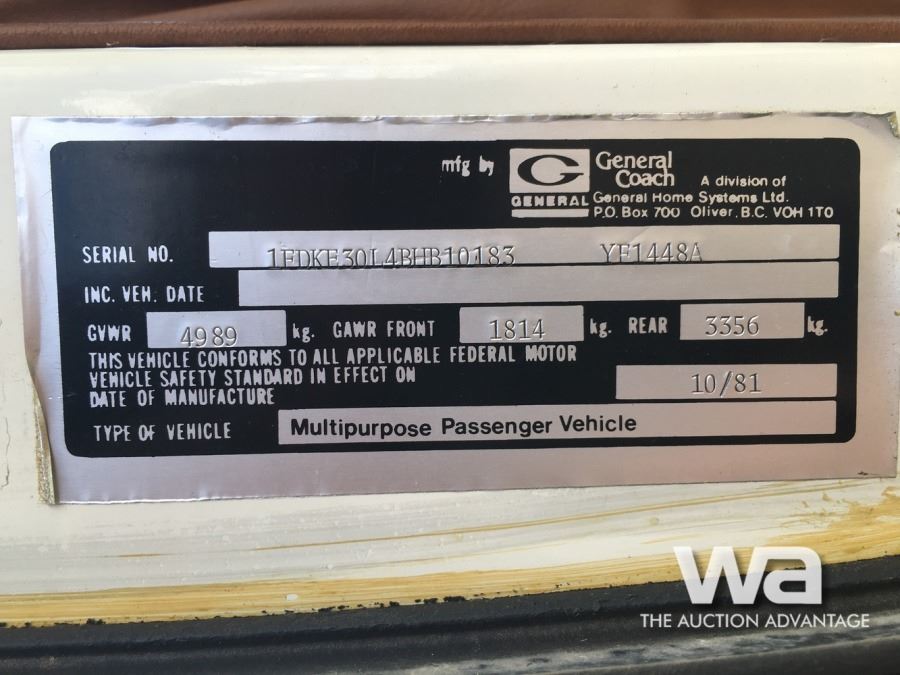 mfg by
G
GENERAL
General
Coach
A division of
General Home Systems Ltd.
P.O. Box 700 Oliver, B.C. VOH 1TO
SERIAL NO. 1FDKE30L4BHB10183 YF1448A
INC. VEH. DATE
GVWR 4989 kg. GAWR FRONT 1814 kg. REAR 3356 kg.
THIS VEHICLE CONFORMS TO ALL APPLICABLE FEDERAL MOTOR
VEHICLE SAFETY STANDARD IN EFFECT ON
DATE OF MANUFACTURE 10/81
TYPE OF VEHICLE Multipurpose Passenger Vehicle
wa
THE AUCTION ADVANTAGE